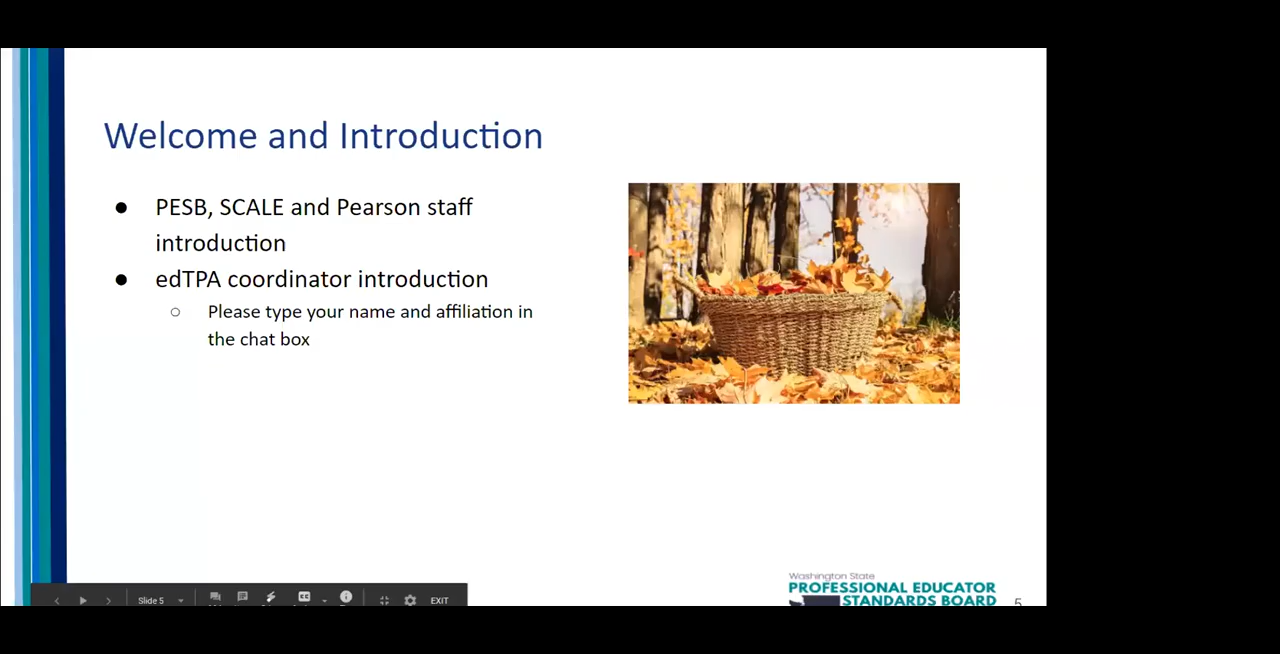 Welcome and Introduction
● PESB, SCALE and Pearson staff
introduction
● edTPA coordinator introduction
○ Please type your name and affiliation in
the chat box
Slide 5
CC
EXIT
Washington State
PROFESSIONAL EDUCATOR
STANDARDS BOARD
5